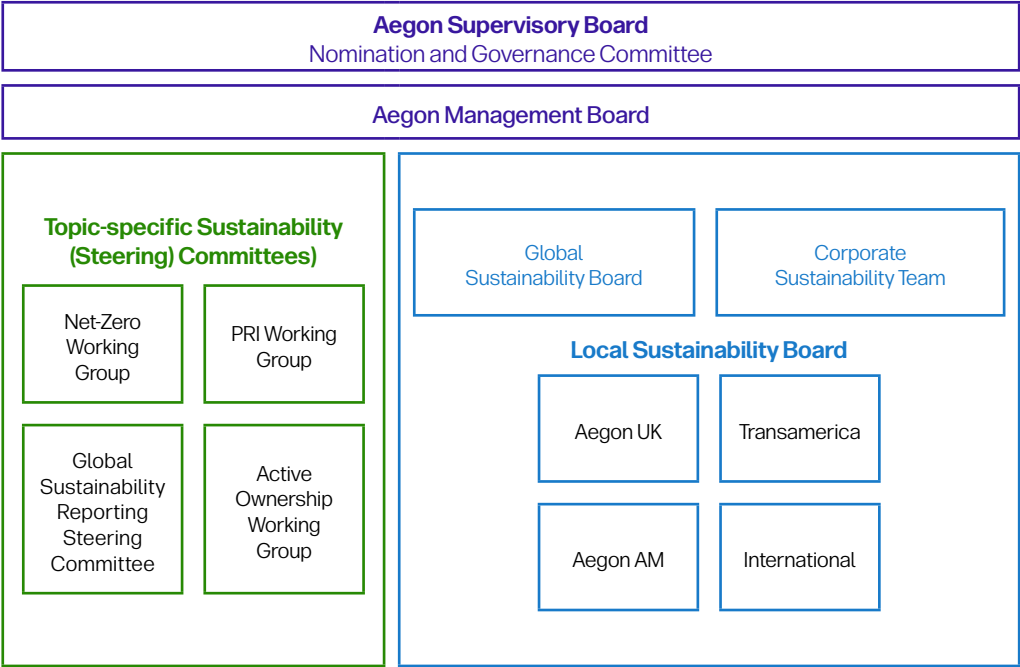 Aegon Supervisory Board
Nomination and Governance Committee
Aegon Management Board
Topic-specific Sustainability
(Steering) Committees)
Net-Zero
Working
Group
PRI Working
Group
Global
Sustainability
Reporting
Steering
Committee
Active
Ownership
Working
Group
Global
Sustainability Board
Corporate
Sustainability Team
Local Sustainability Board
Aegon UK
Transamerica
Aegon AM
International